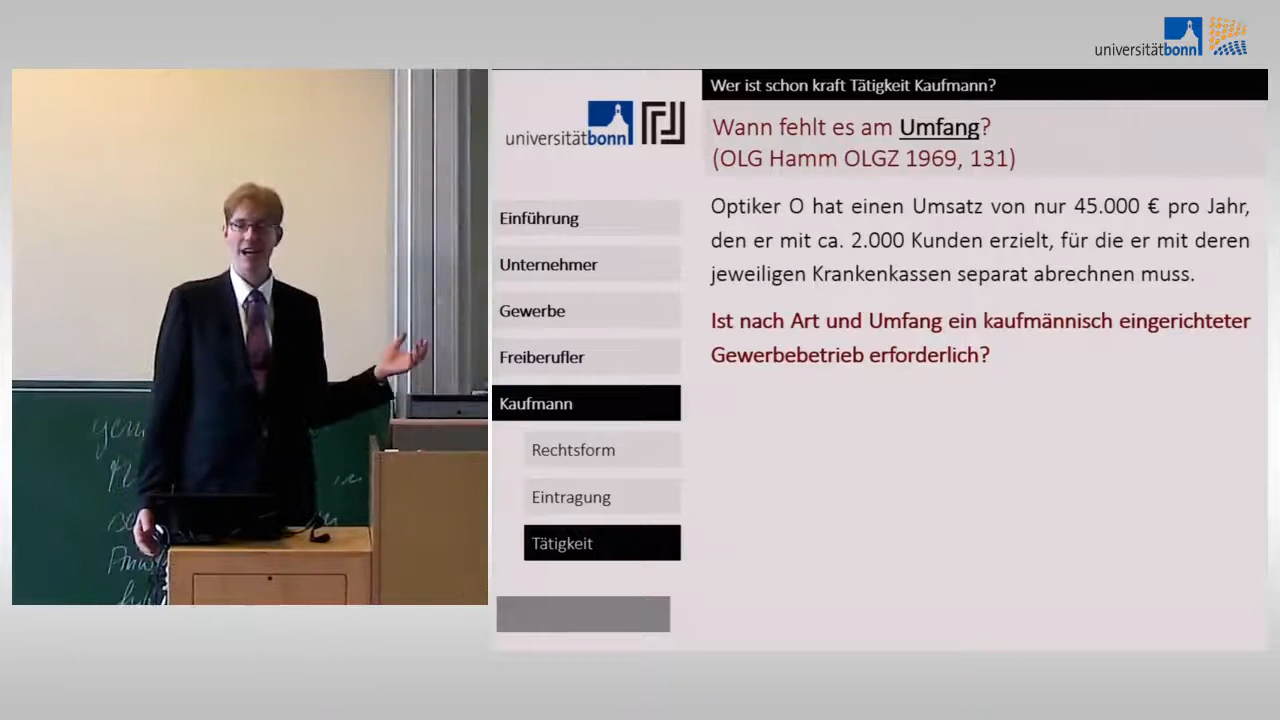 universitätbonn
Wer ist schon kraft Tätigkeit Kaufmann?
universitätbonn
Wann fehlt es am Umfang?
(OLG Hamm OLGZ 1969, 131)
Einführung
Unternehmer
Gewerbe
Freiberufler
Kaufmann
Rechtsform
Eintragung
Tätigkeit
Optiker O hat einen Umsatz von nur 45.000 € pro Jahr,
den er mit ca. 2.000 Kunden erzielt, für die er mit deren
jeweiligen Krankenkassen separat abrechnen muss.
Ist nach Art und Umfang ein kaufmännisch eingerichteter
Gewerbebetrieb erforderlich?